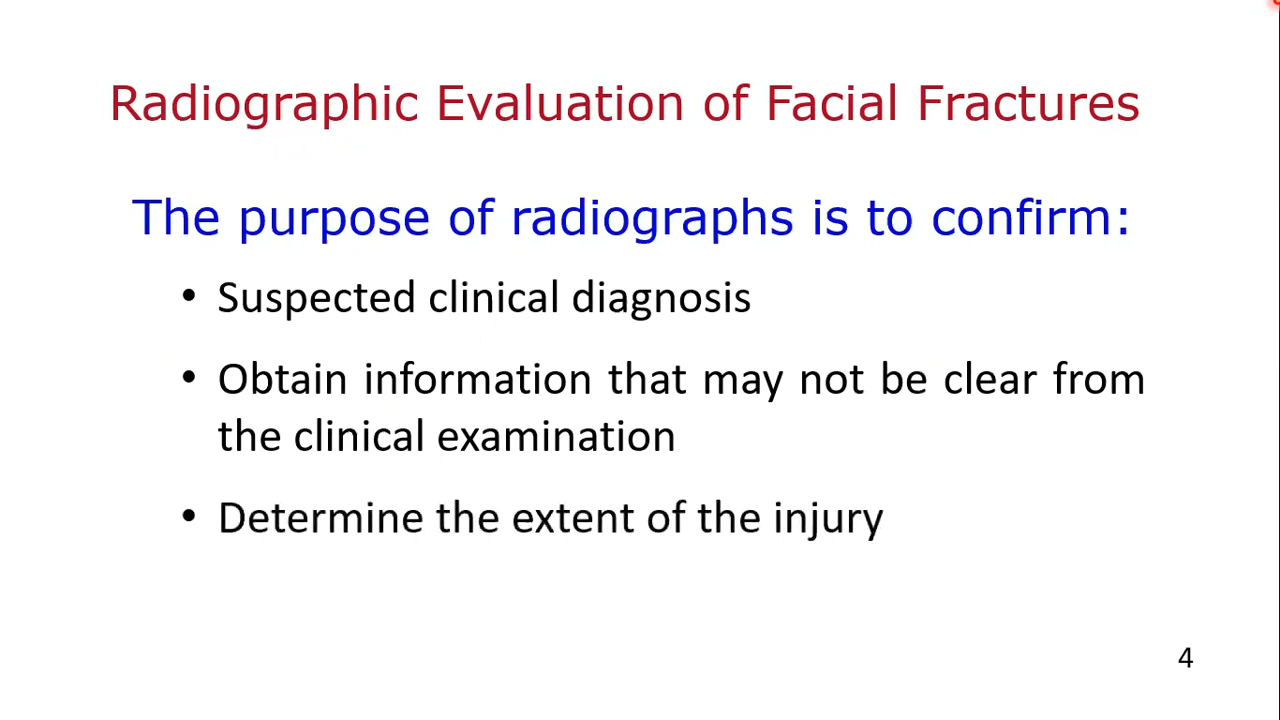 Radiographic Evaluation of Facial Fractures
The purpose of radiographs is to confirm:
• Suspected clinical diagnosis
• Obtain information that may not be clear from
the clinical examination
• Determine the extent of the injury
4